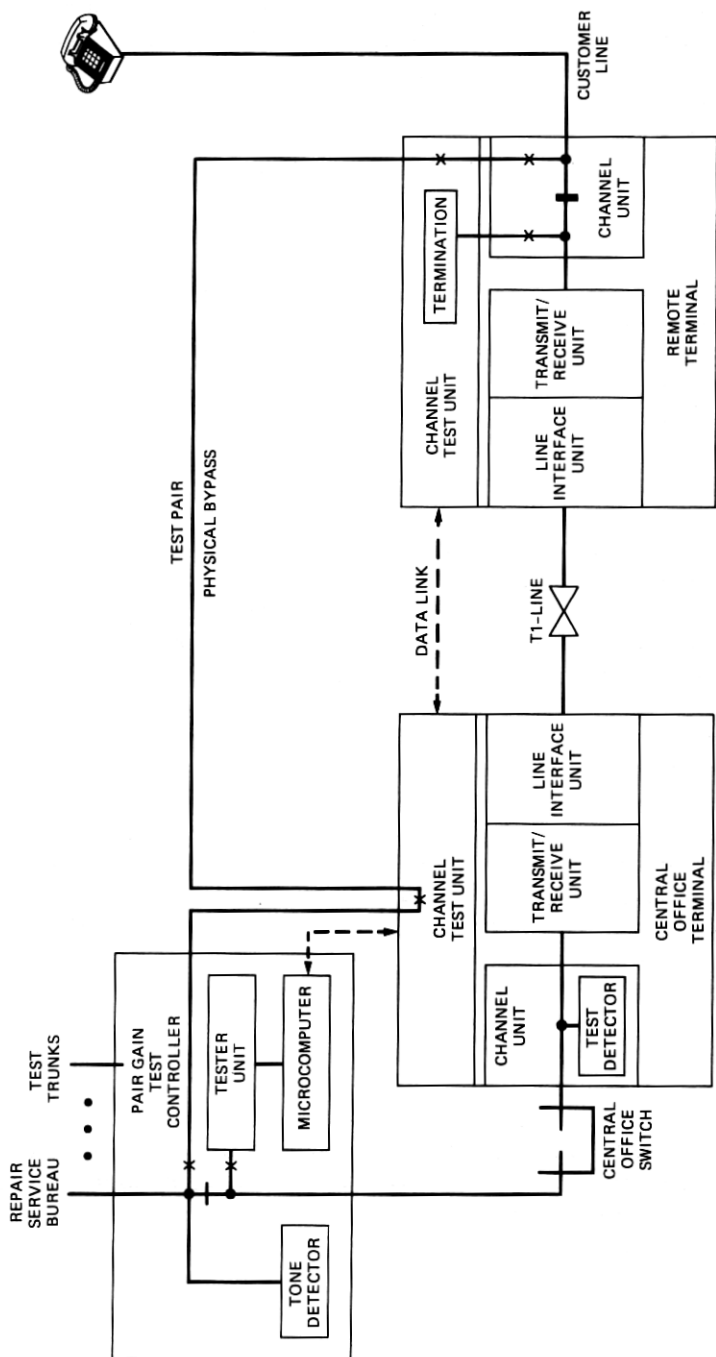 REPAIR
SERVICE
BUREAU
TEST
TRUNKS
PAIR GAIN
TEST
CONTROLLER
TONE
DETECTOR
TESTER
UNIT
MICROCOMPUTER
TEST PAIR
PHYSICAL BYPASS
CENTRAL
OFFICE
SWITCH
CHANNEL
TEST UNIT
CHANNEL
UNIT
TEST
DETECTOR
TRANSMIT/
RECEIVE
UNIT
LINE
INTERFACE
UNIT
CENTRAL
OFFICE
TERMINAL
DATA LINK
T1-LINE
CHANNEL
TEST UNIT
TERMINATION
LINE
INTERFACE
UNIT
TRANSMIT/
RECEIVE
UNIT
CHANNEL
UNIT
REMOTE
TERMINAL
CUSTOMER
LINE